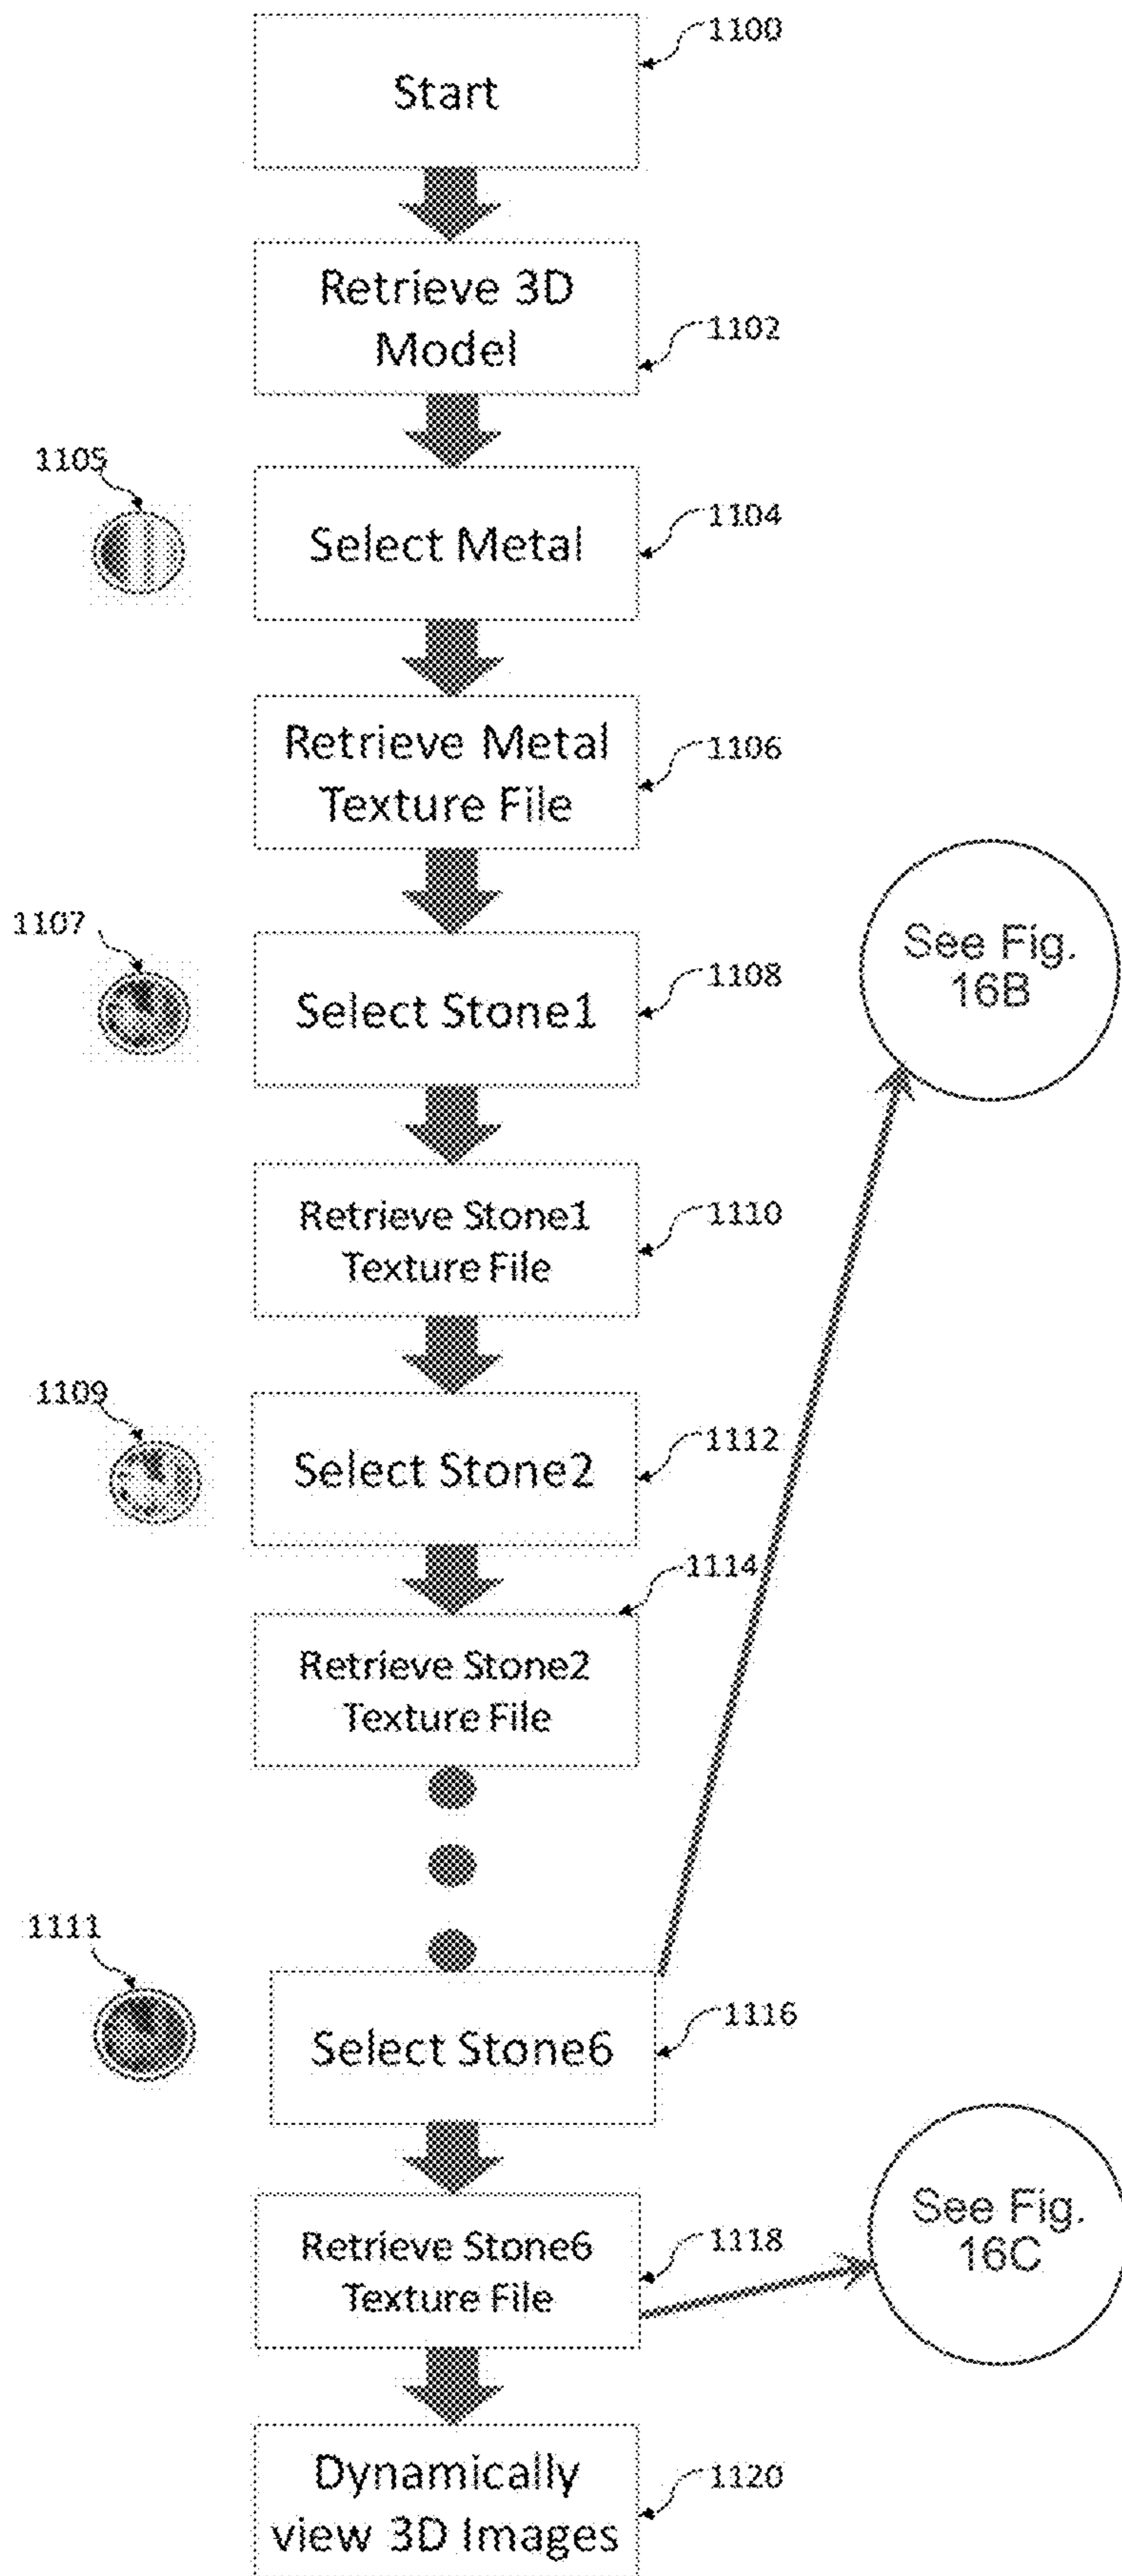 1100
Start
Retrieve 3D
Model
1102
1105
Select Metal
1104
Retrieve Metal
Texture File
1106
1107
Select Stone1
1108
See Fig.
16B
Retrieve Stone1
Texture File
1110
1109
Select Stone2
1112
1114
Retrieve Stone2
Texture File
1111
Select Stone6
1116
Retrieve Stone6
Texture File
1118
See Fig.
16C
Dynamically
view 3D Images
1120